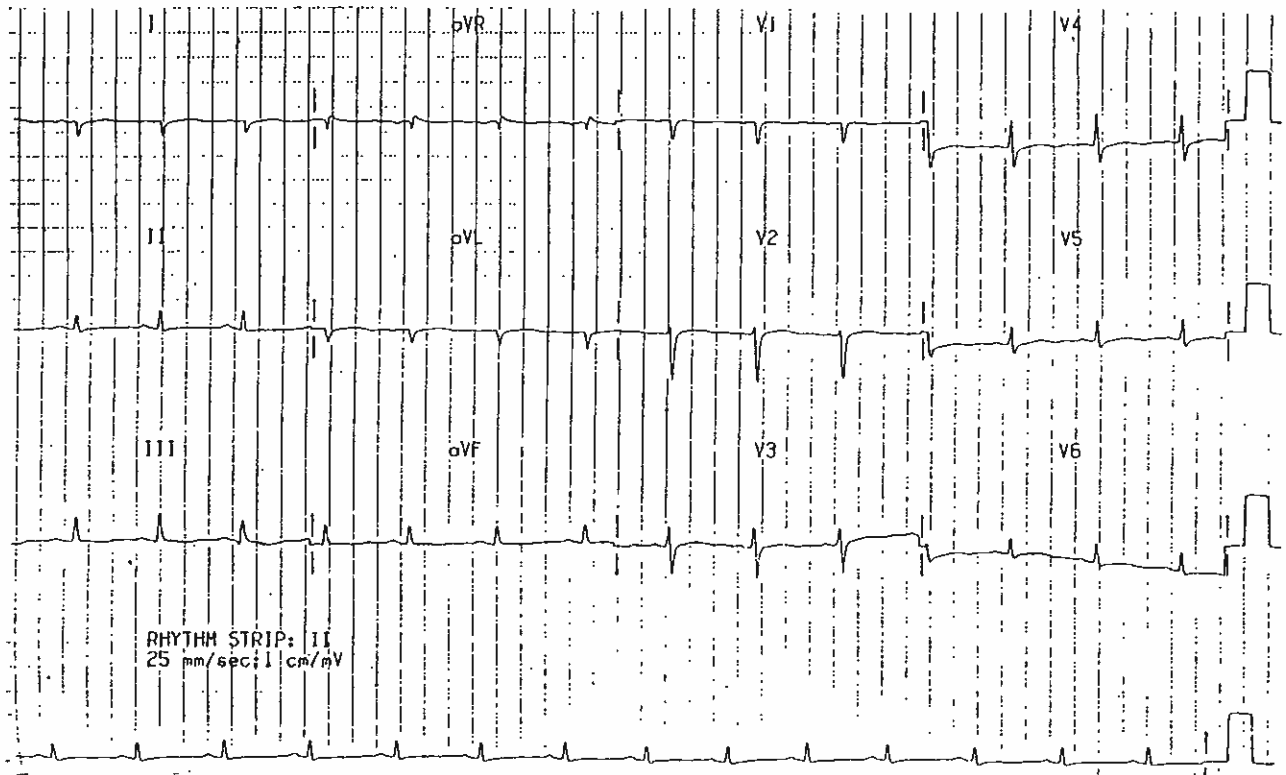 I aVR V1 V4
II aVL V2 V5
III aVF V3 V6
RHYTHM STRIP: II
25 mm/sec:1 cm/mV